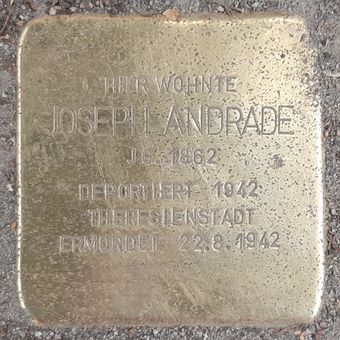 HIER WOHNTE
JOSEPH ANDRADE
JG. 1862
DEPORTIERT 1942
THERESIENSTADT
ERMORDET 22.8.1942